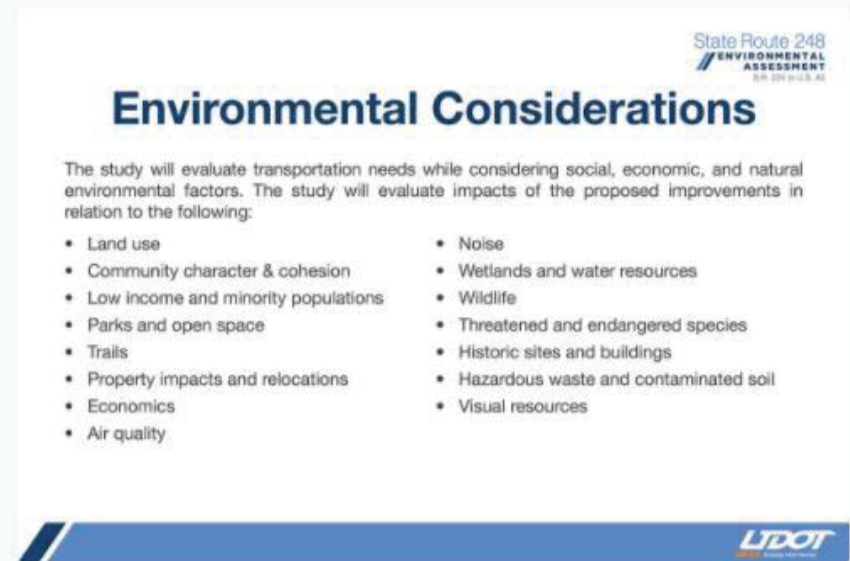 State Route 248
ENVIRONMENTAL
ASSESSMENT
Environmental Considerations
The study will evaluate transportation needs while considering social, economic, and natural
environmental factors. The study will evaluate impacts of the proposed improvements in
relation to the following:
• Land use
• Community character & cohesion
• Low income and minority populations
• Parks and open space
• Trails
• Property impacts and relocations
• Economics
• Air quality
• Noise
• Wetlands and water resources
• Wildlife
• Threatened and endangered species
• Historic sites and buildings
• Hazardous waste and contaminated soil
• Visual resources
UDOT